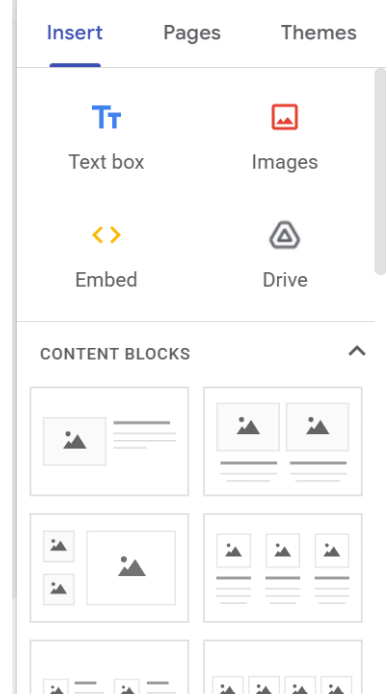 Insert Pages Themes
Text box Images
Embed Drive
CONTENT BLOCKS